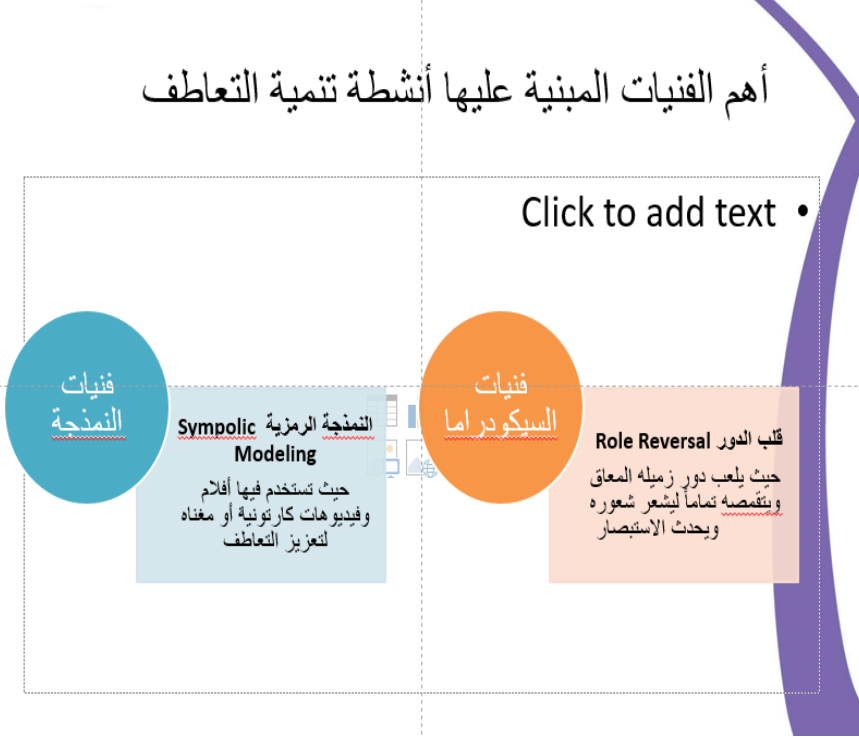 أهم الفنيات المبنية عليها أنشطة تنمية التعاطف
• Click to add text
فنيات
السيكودراما
قلب الدور Role Reversal
حيث يلعب دور زميله المعاق
ويتقمصه تماماً ليشعر شعوره
ويحدث الاستبصار
فنيات
النمذجة
النمذجة الرمزية Sympolic
Modeling
حيث تستخدم فيها أفلام
وفيديوهات كارتونية أو مغناه
لتعزيز التعاطف